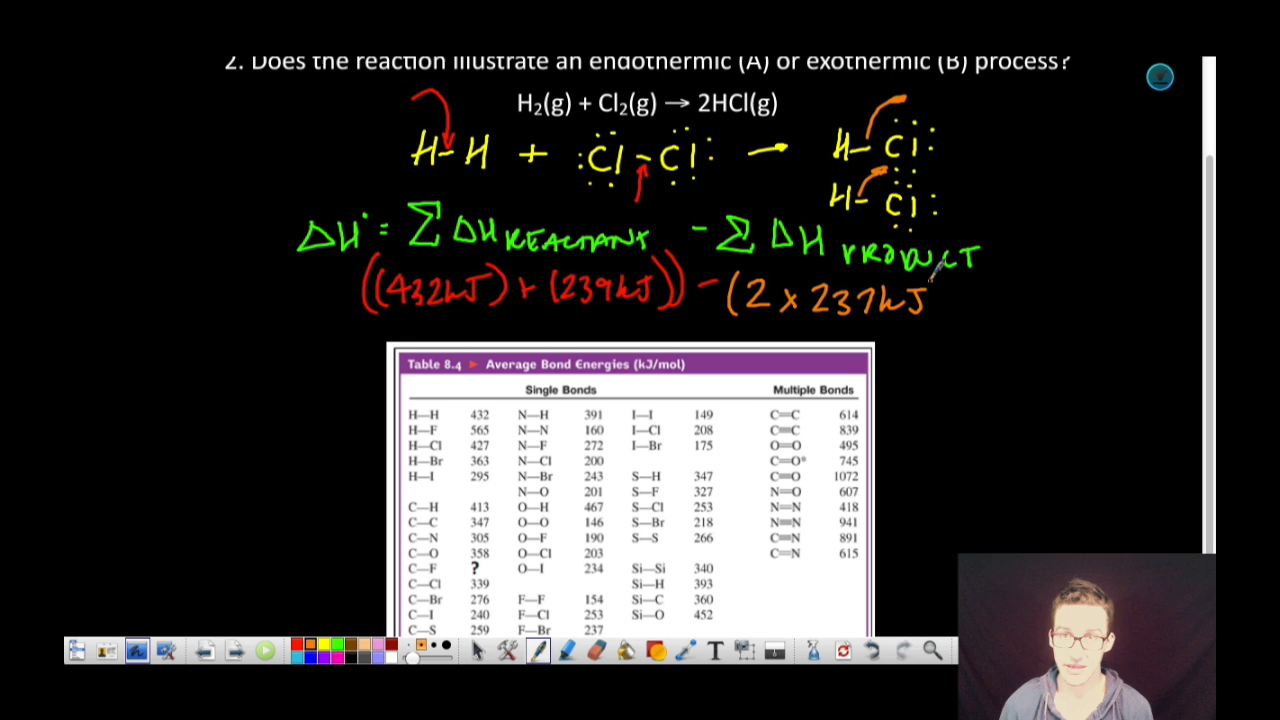 2. Does the reaction illustrate an endothermic (A) or exothermic (B) process?
H₂(g) + Cl₂(g) → 2HCl(g)
H-H + :Cl-Cl: → H-Cl:
H-Cl:
ΔH° = Σ ΔH REACTANT - Σ ΔH PRODUCT
((432kJ) + (239kJ)) - (2 x 237kJ
Table 8.4 ▶ Average Bond Energies (kJ/mol)
Single Bonds Multiple Bonds
H—H 432 N—H 391 I—I 149 C=C 614
H—F 565 N—N 160 I—Cl 208 C≡C 839
H—Cl 427 N—F 272 I—Br 175 O=O 495
H—Br 363 N—Cl 200 C=O* 745
H—I 295 N—Br 243 S—H 347 C≡O 1072
N—O 201 S—F 327 N=O 607
C—H 413 O—H 467 S—Cl 253 N=N 418
C—C 347 O—O 146 S—Br 218 N≡N 941
C—N 305 O—F 190 S—S 266 C≡N 891
C—O 358 O—Cl 203 C=N 615
C—F ? O—I 234 Si—Si 340
C—Cl 339 Si—H 393
C—Br 276 F—F 154 Si—C 360
C—I 240 F—Cl 253 Si—O 452
C—S 259 F—Br 237
T